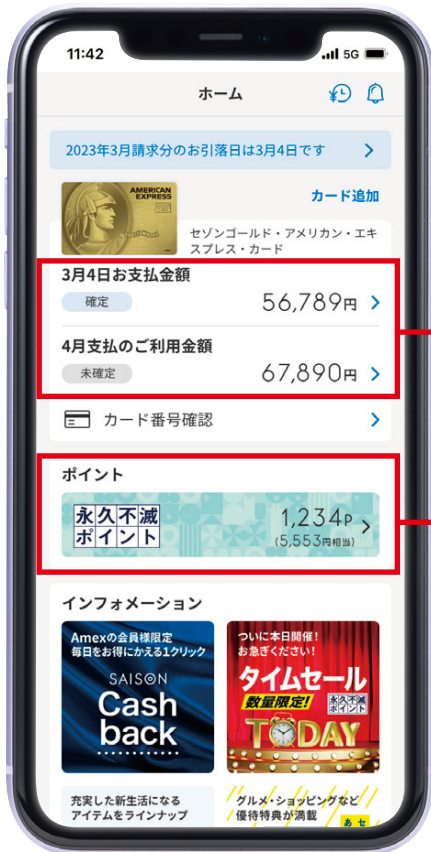 11:42
5G
ホーム
2023年3月請求分のお引落日は3月4日です
AMERICAN
EXPRESS
カード追加
セゾンゴールド・アメリカン・エキ
スプレス・カード
3月4日お支払金額
確定
56,789円
4月支払のご利用金額
未確定
67,890円
カード番号確認
ポイント
永久不滅
ポイント
1,234P
(5,553円相当)
インフォメーション
Amexの会員様限定
毎日をお得にかえる1クリック
SAISON
Cash
back
ついに本日開催!
お急ぎください!
タイムセール
数量限定!
永久不滅
ポイント
TODAY
充実した新生活になる
アイテムをラインナップ
グルメ・ショッピングなど
優待特典が満載